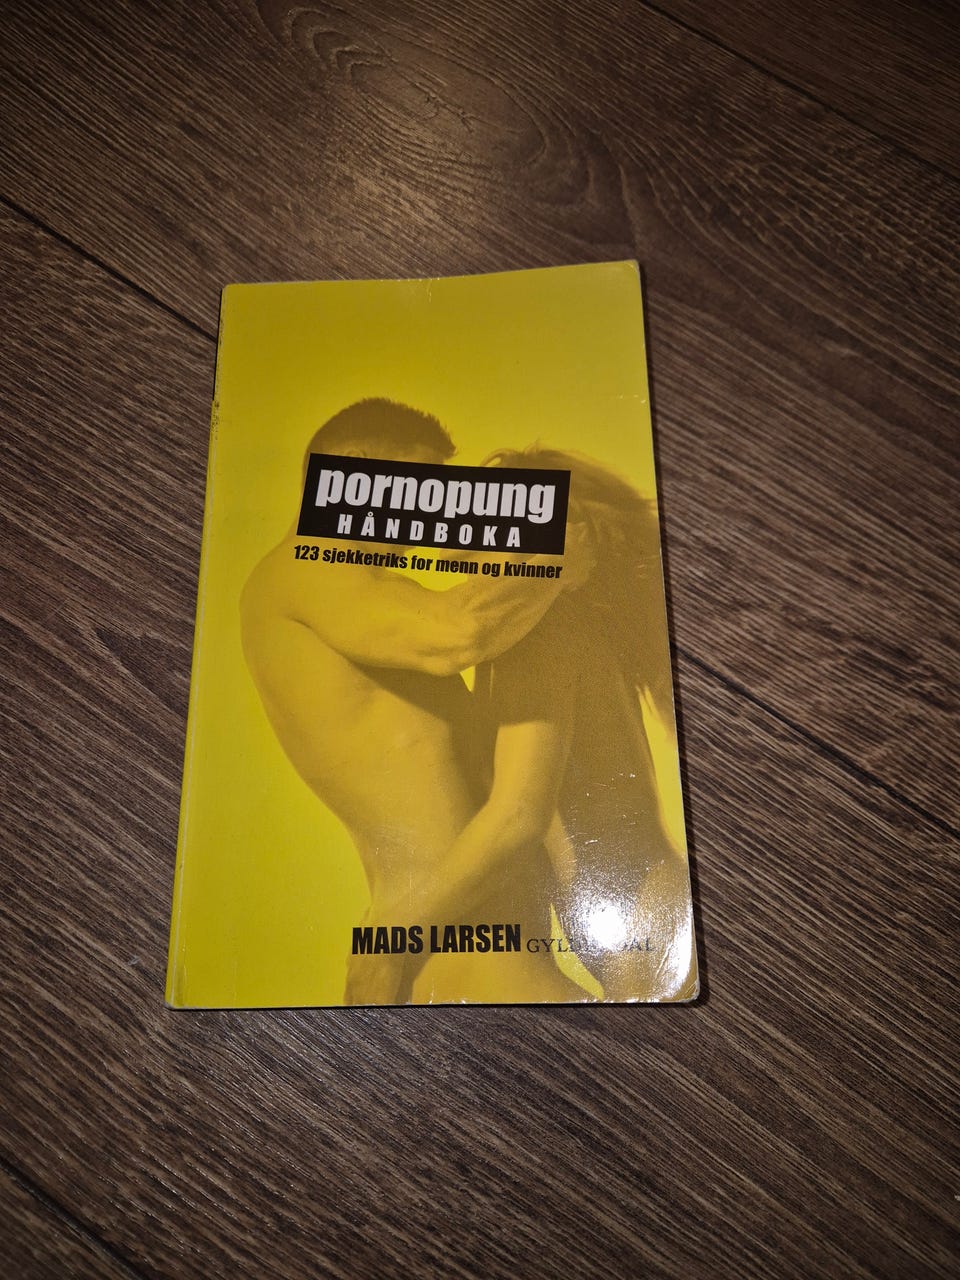 pornopung
HÅNDBOKA
123 sjekketriks for menn og kvinner
MADS LARSEN